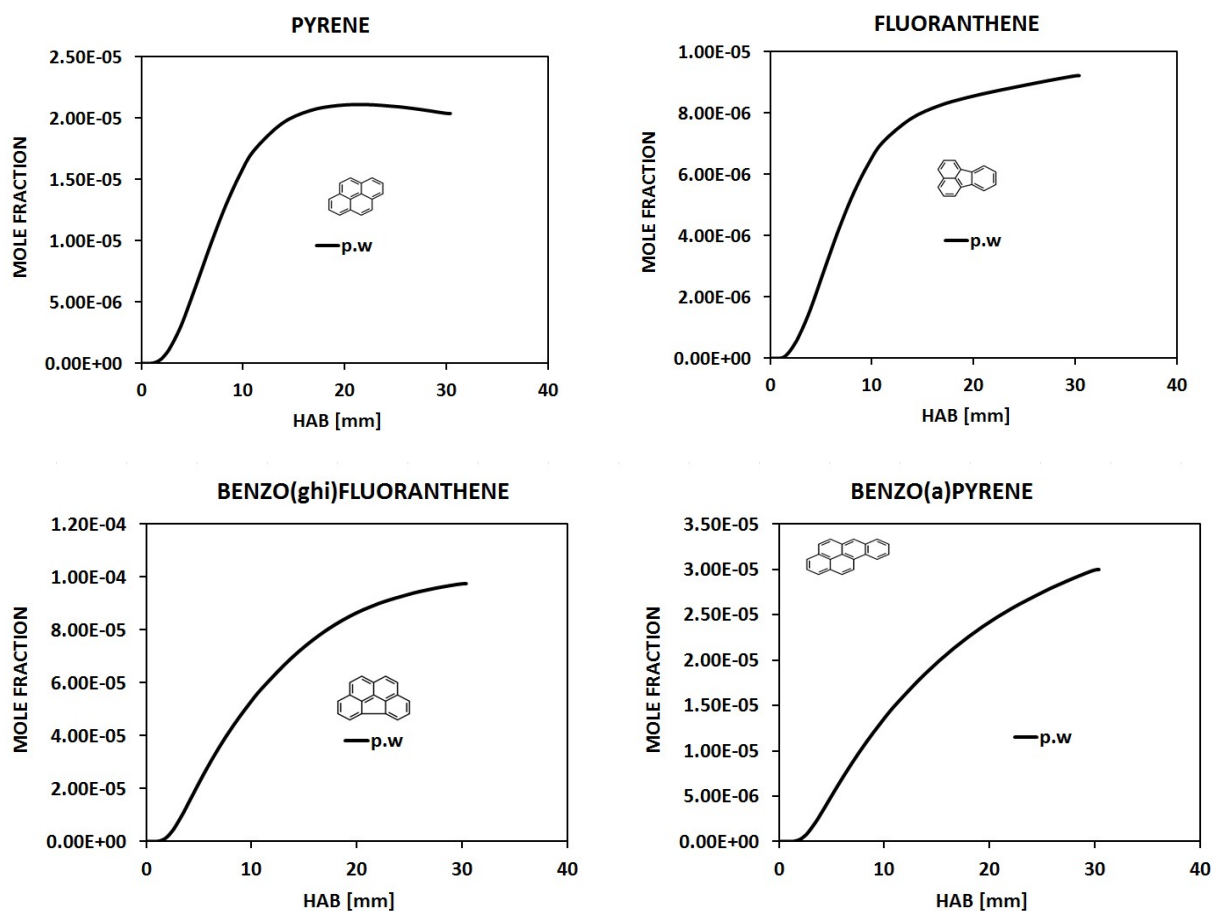 PYRENE
2.50E-05
2.00E-05
1.50E-05
1.00E-05
5.00E-06
0.00E+00
MOLE FRACTION
p.w
0 10 20 30 40
HAB [mm]
FLUORANTHENE
1.00E-05
8.00E-06
6.00E-06
4.00E-06
2.00E-06
0.00E+00
MOLE FRACTION
p.w
0 10 20 30 40
HAB [mm]
BENZO(ghi)FLUORANTHENE
1.20E-04
1.00E-04
8.00E-05
6.00E-05
4.00E-05
2.00E-05
0.00E+00
MOLE FRACTION
p.w
0 10 20 30 40
HAB [mm]
BENZO(a)PYRENE
3.50E-05
3.00E-05
2.50E-05
2.00E-05
1.50E-05
1.00E-05
5.00E-06
0.00E+00
MOLE FRACTION
p.w
0 10 20 30 40
HAB [mm]